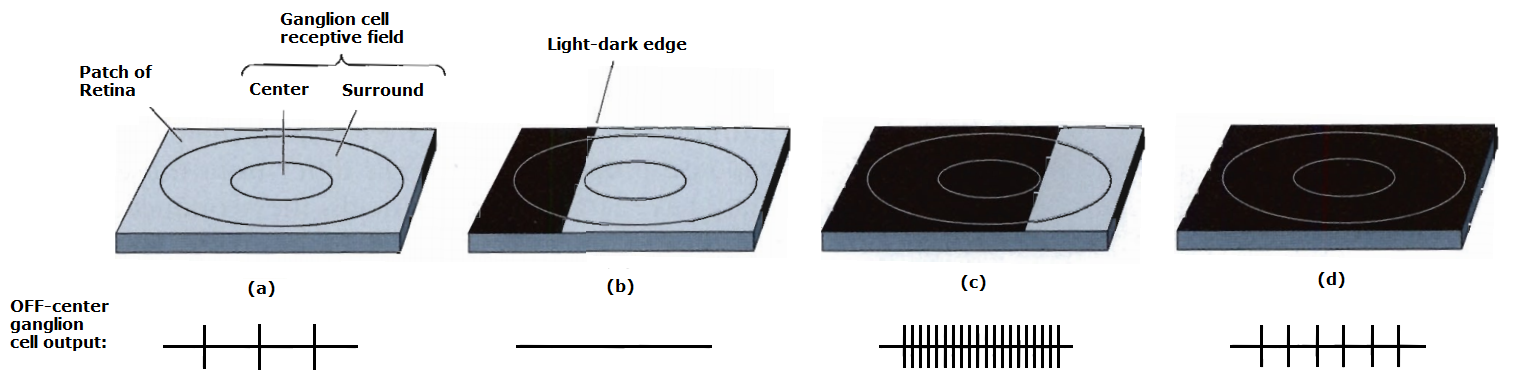 Ganglion cell
receptive field
Light-dark edge
Patch of
Retina
Center
Surround
(a)
(b)
(c)
(d)
OFF-center
ganglion
cell output: